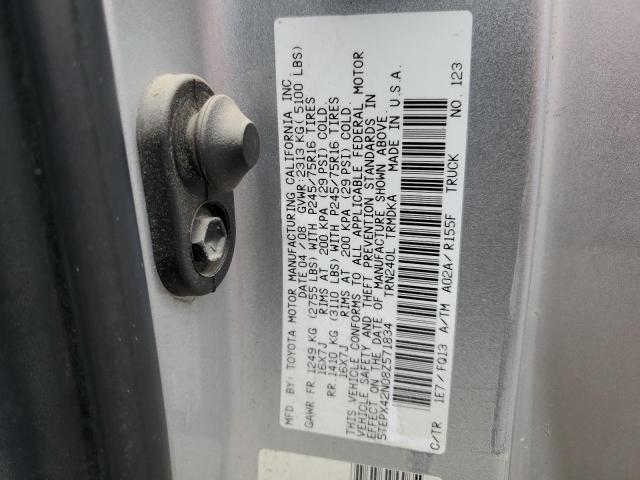 MFD. BY: TOYOTA MOTOR MANUFACTURING CALIFORNIA INC.
DATE 04/08 GVWR:2313 KG(5100 LBS)
GAWR: FR. 1249 KG (2755 LBS) WITH P245/75R16 TIRES
16X7J RIMS AT 200 KPA (29 PSI) COLD.
RR. 1410 KG (3110 LBS) WITH P245/75R16 TIRES
16X7J RIMS AT 200 KPA (29 PSI) COLD.
THIS VEHICLE CONFORMS TO ALL APPLICABLE FEDERAL MOTOR
VEHICLE SAFETY AND THEFT PREVENTION STANDARDS IN
EFFECT ON THE DATE OF MANUFACTURE SHOWN ABOVE.
5TEPX42N08Z571834 TRN240L TRMDKA MADE IN U.S.A.
C/TR 1E7/FQ13 A/TM A02A/R155F TRUCK NO. 123